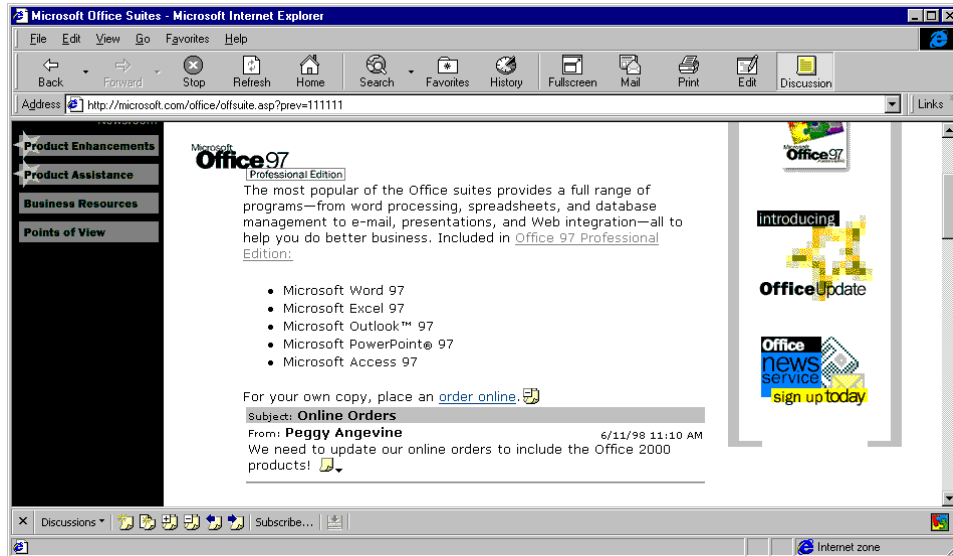 Microsoft Office Suites - Microsoft Internet Explorer
File Edit View Go Favorites Help
Back Forward Stop Refresh Home Search Favorites History Fullscreen Mail Print Edit Discussion
Address http://microsoft.com/office/offsuite.asp?prev=111111 Links
Newsroom
Product Enhancements
Product Assistance
Business Resources
Points of View
Microsoft
Office 97
Professional Edition
The most popular of the Office suites provides a full range of
programs—from word processing, spreadsheets, and database
management to e-mail, presentations, and Web integration—all to
help you do better business. Included in Office 97 Professional
Edition:
• Microsoft Word 97
• Microsoft Excel 97
• Microsoft Outlook™ 97
• Microsoft PowerPoint® 97
• Microsoft Access 97
For your own copy, place an order online.
Subject: Online Orders
From: Peggy Angevine 6/11/98 11:10 AM
We need to update our online orders to include the Office 2000
products!
Office 97
introducing
Office Update
Office
news
service
sign up today
Discussions Subscribe...
Internet zone